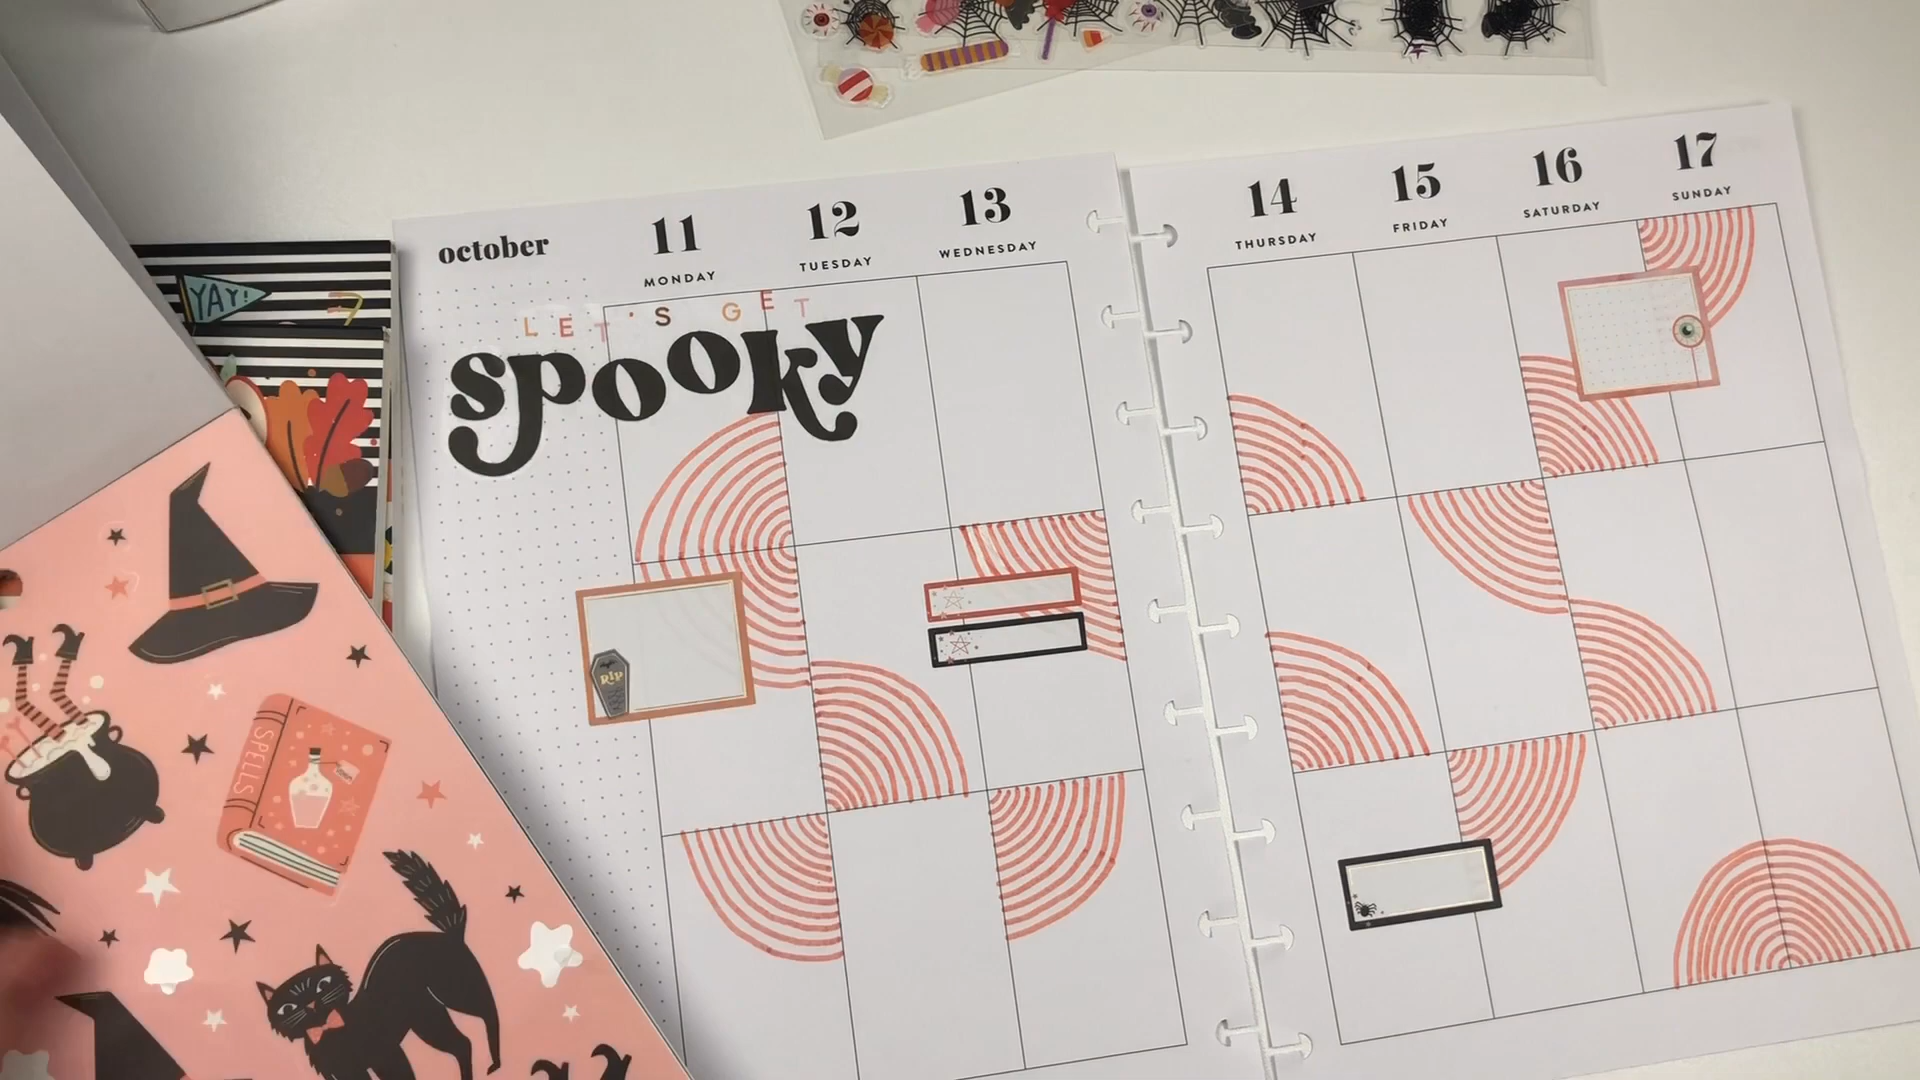 october
11
MONDAY
12
TUESDAY
13
WEDNESDAY
14
THURSDAY
15
FRIDAY
16
SATURDAY
17
SUNDAY
LET'S GET
spooky
YAY!
RIP
SPELLS